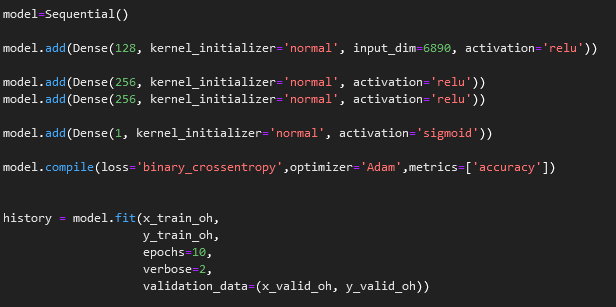 model=Sequential()
model.add(Dense(128, kernel_initializer='normal', input_dim=6890, activation='relu'))
model.add(Dense(256, kernel_initializer='normal', activation='relu'))
model.add(Dense(256, kernel_initializer='normal', activation='relu'))
model.add(Dense(1, kernel_initializer='normal', activation='sigmoid'))
model.compile(loss='binary_crossentropy',optimizer='Adam',metrics=['accuracy'])
history = model.fit(x_train_oh,
y_train_oh,
epochs=10,
verbose=2,
validation_data=(x_valid_oh, y_valid_oh))